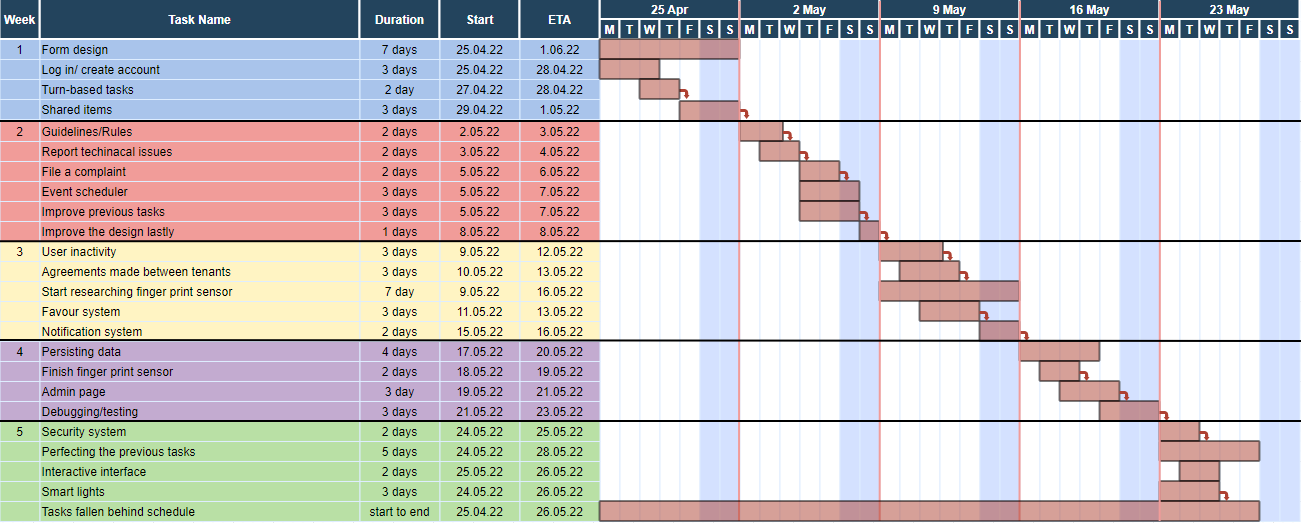 Week Task Name Duration Start ETA 25 Apr 2 May 9 May 16 May 23 May
M T W T F S S M T W T F S S M T W T F S S M T W T F S S M T W T F S S
1 Form design 7 days 25.04.22 1.06.22
Log in/ create account 3 days 25.04.22 28.04.22
Turn-based tasks 2 day 27.04.22 28.04.22
Shared items 3 days 29.04.22 1.05.22
2 Guidelines/Rules 2 days 2.05.22 3.05.22
Report techinacal issues 2 days 3.05.22 4.05.22
File a complaint 2 days 5.05.22 6.05.22
Event scheduler 3 days 5.05.22 7.05.22
Improve previous tasks 3 days 5.05.22 7.05.22
Improve the design lastly 1 days 8.05.22 8.05.22
3 User inactivity 3 days 9.05.22 12.05.22
Agreements made between tenants 3 days 10.05.22 13.05.22
Start researching finger print sensor 7 day 9.05.22 16.05.22
Favour system 3 days 11.05.22 13.05.22
Notification system 2 days 15.05.22 16.05.22
4 Persisting data 4 days 17.05.22 20.05.22
Finish finger print sensor 2 days 18.05.22 19.05.22
Admin page 3 day 19.05.22 21.05.22
Debugging/testing 3 days 21.05.22 23.05.22
5 Security system 2 days 24.05.22 25.05.22
Perfecting the previous tasks 5 days 24.05.22 28.05.22
Interactive interface 2 days 25.05.22 26.05.22
Smart lights 3 days 24.05.22 26.05.22
Tasks fallen behind schedule start to end 25.04.22 26.05.22